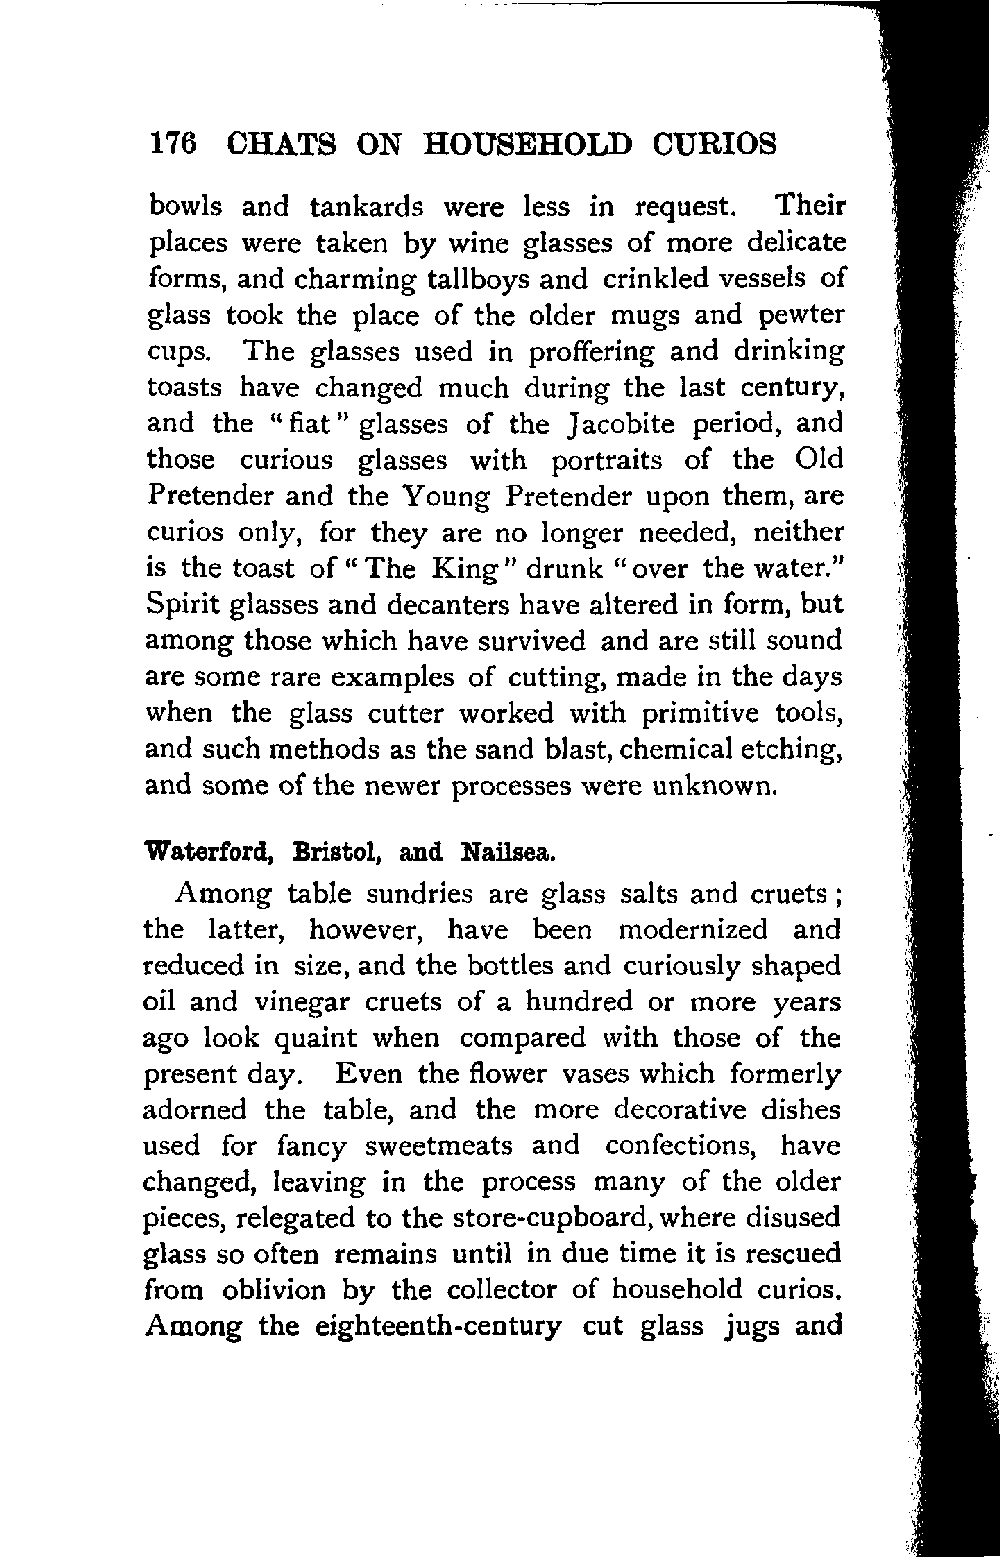 176 CHATS ON HOUSEHOLD CURIOS
bowls and tankards were less in request. Their
places were taken by wine glasses of more delicate
forms, and charming tallboys and crinkled vessels of
glass took the place of the older mugs and pewter
cups. The glasses used in proffering and drinking
toasts have changed much during the last century,
and the "fiat" glasses of the Jacobite period, and
those curious glasses with portraits of the Old
Pretender and the Young Pretender upon them, are
curios only, for they are no longer needed, neither
is the toast of "The King" drunk "over the water."
Spirit glasses and decanters have altered in form, but
among those which have survived and are still sound
are some rare examples of cutting, made in the days
when the glass cutter worked with primitive tools,
and such methods as the sand blast, chemical etching,
and some of the newer processes were unknown.
Waterford, Bristol, and Nailsea.
Among table sundries are glass salts and cruets;
the latter, however, have been modernized and
reduced in size, and the bottles and curiously shaped
oil and vinegar cruets of a hundred or more years
ago look quaint when compared with those of the
present day. Even the flower vases which formerly
adorned the table, and the more decorative dishes
used for fancy sweetmeats and confections, have
changed, leaving in the process many of the older
pieces, relegated to the store-cupboard, where disused
glass so often remains until in due time it is rescued
from oblivion by the collector of household curios.
Among the eighteenth-century cut glass jugs and